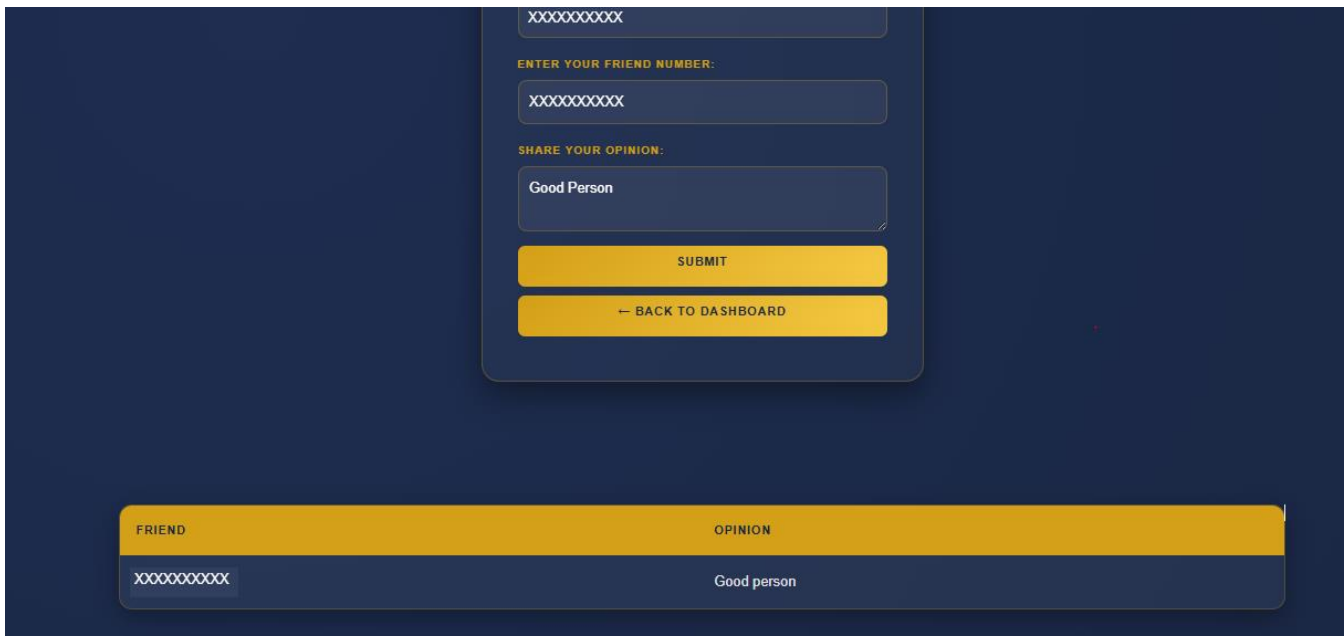 XXXXXXXXXX
ENTER YOUR FRIEND NUMBER:
XXXXXXXXXX
SHARE YOUR OPINION:
Good Person
SUBMIT
← BACK TO DASHBOARD
FRIEND OPINION
XXXXXXXXXX Good person